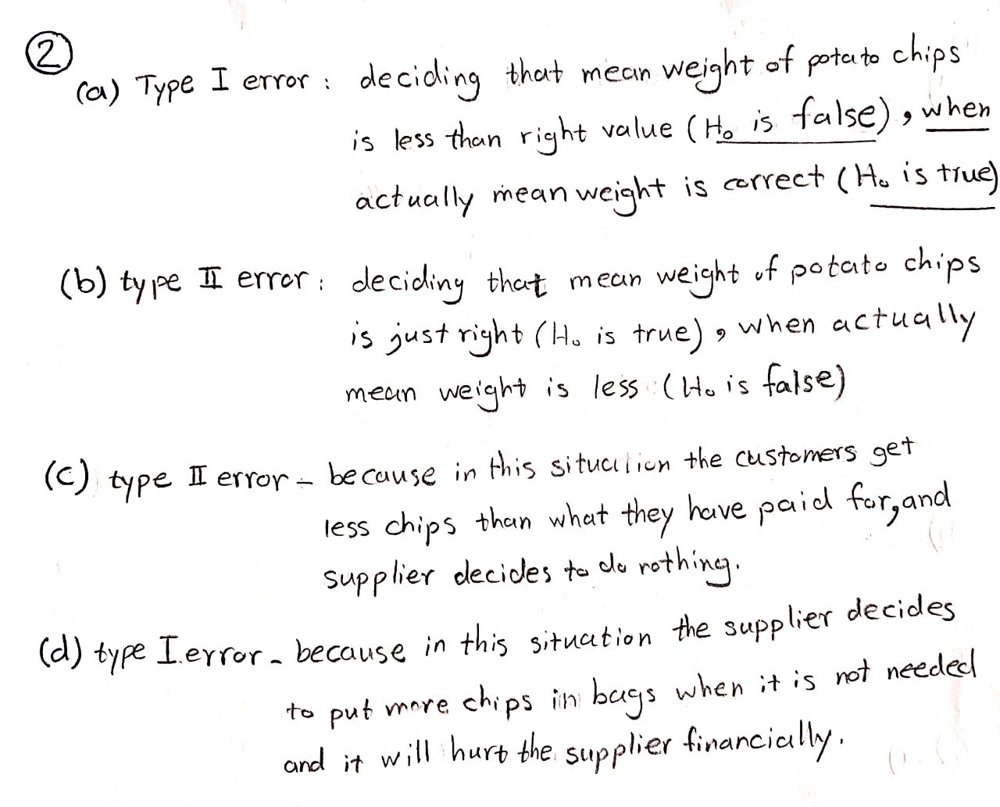 ②
(a) Type I error : deciding that mean weight of potato chips
is less than right value (H₀ is false), when
actually mean weight is correct (H₀ is true)
(b) type II error : deciding that mean weight of potato chips
is just right (H₀ is true), when actually
mean weight is less (H₀ is false)
(c) type II error - because in this situation the customers get
less chips than what they have paid for, and
supplier decides to do nothing.
(d) type I error - because in this situation the supplier decides
to put more chips in bags when it is not needed
and it will hurt the supplier financially.